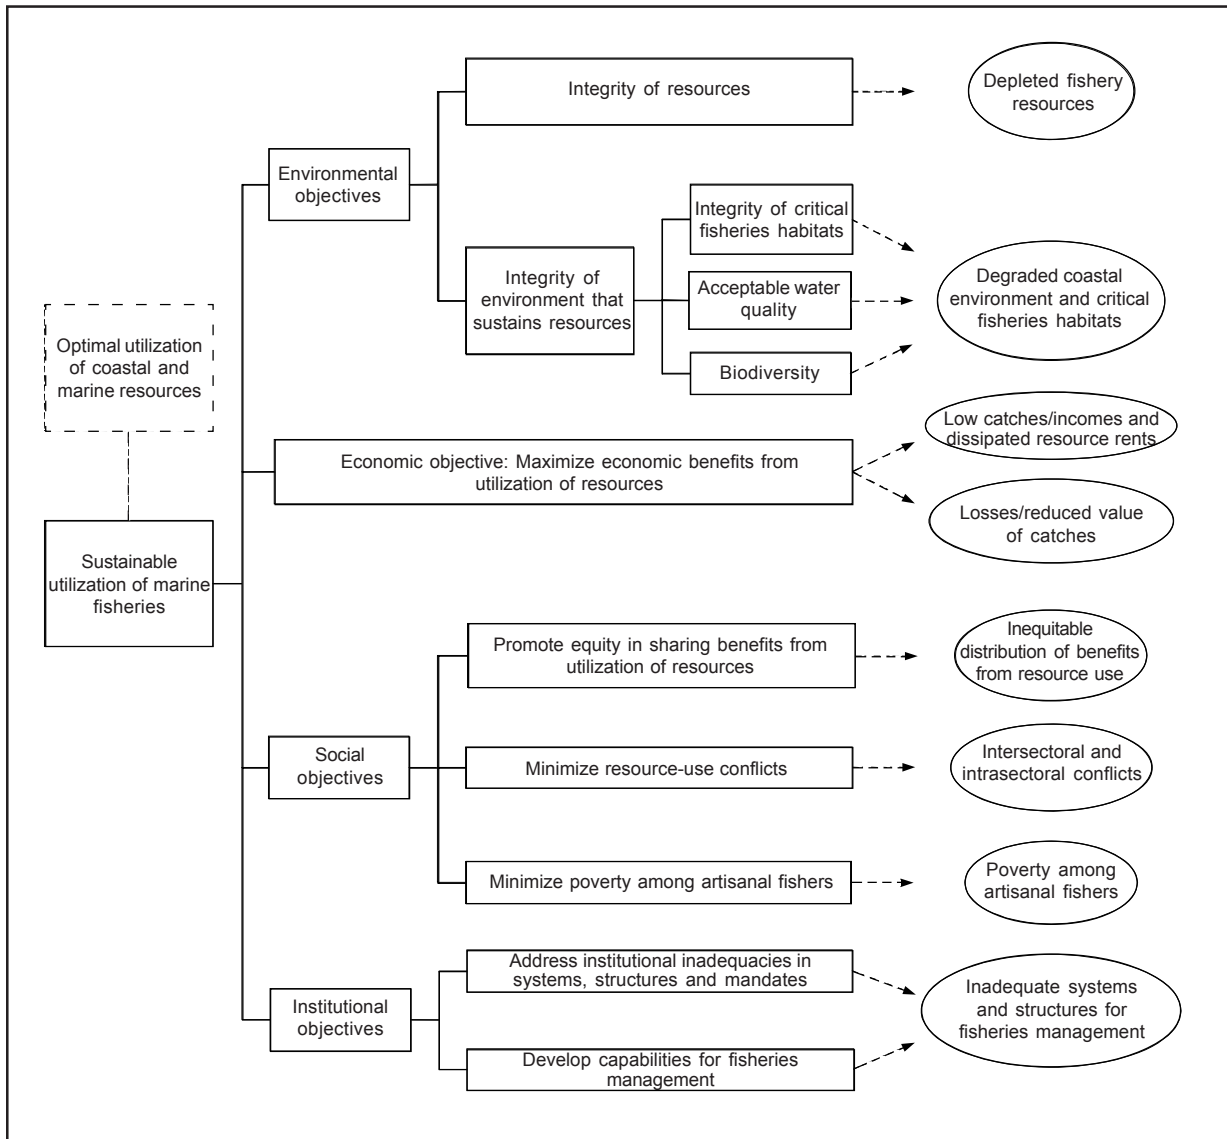 Integrity of resources
Depleted fishery
resources
Environmental
objectives
Integrity of critical
fisheries habitats
Integrity of
environment that
sustains resources
Acceptable water
quality
Biodiversity
Degraded coastal
environment and critical
fisheries habitats
Optimal utilization
of coastal and
marine resources
Economic objective: Maximize economic benefits from
utilization of resources
Low catches/incomes and
dissipated resource rents
Losses/reduced value
of catches
Sustainable
utilization of marine
fisheries
Promote equity in sharing benefits from
utilization of resources
Inequitable
distribution of benefits
from resource use
Social
objectives
Minimize resource-use conflicts
Intersectoral and
intrasectoral conflicts
Minimize poverty among artisanal fishers
Poverty among
artisanal fishers
Institutional
objectives
Address institutional inadequacies in
systems, structures and mandates
Develop capabilities for fisheries
management
Inadequate systems
and structures for
fisheries management